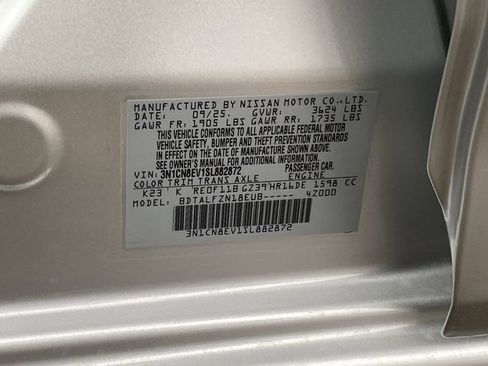 MANUFACTURED BY NISSAN MOTOR CO., LTD.
DATE: 09/25. GVWR: 3624 LBS
GAWR FR: 1905 LBS GAWR RR: 1735 LBS
THIS VEHICLE CONFORMS TO ALL APPLICABLE FEDERAL MOTOR
VEHICLE SAFETY, BUMPER AND THEFT PREVENTION STANDARDS
IN EFFECT ON THE DATE OF MANUFACTURE SHOWN ABOVE.
SEE OWNER'S MANUAL FOR ADDITIONAL INFORMATION
VIN: 3N1CN8EV1SL882872 PASSENGER CAR
COLOR TRIM TRANS AXLE ENGINE
K23 K RE0F11B GZ39 HR16DE 1598 CC
MODEL: BDTALFZN18EUB----- 4Z000
3N1CN8EV1SL882872